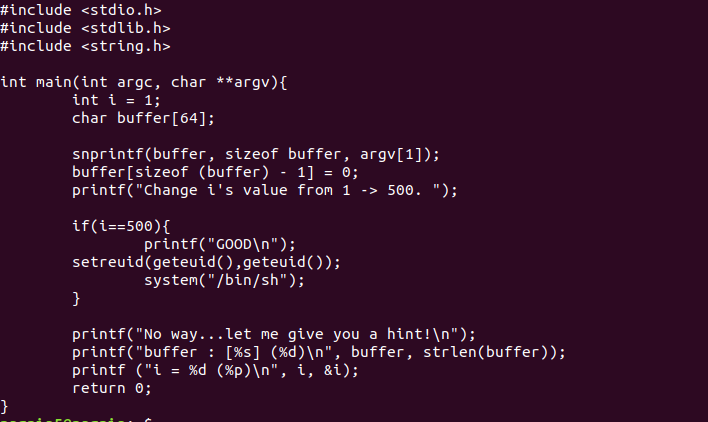 #include <stdio.h>
#include <stdlib.h>
#include <string.h>

int main(int argc, char **argv){
        int i = 1;
        char buffer[64];

        snprintf(buffer, sizeof buffer, argv[1]);
        buffer[sizeof (buffer) - 1] = 0;
        printf("Change i's value from 1 -> 500. ");

        if(i==500){
                printf("GOOD\n");
        setreuid(geteuid(),geteuid());
                system("/bin/sh");
        }

        printf("No way...let me give you a hint!\n");
        printf("buffer : [%s] (%d)\n", buffer, strlen(buffer));
        printf ("i = %d (%p)\n", i, &i);
        return 0;
}